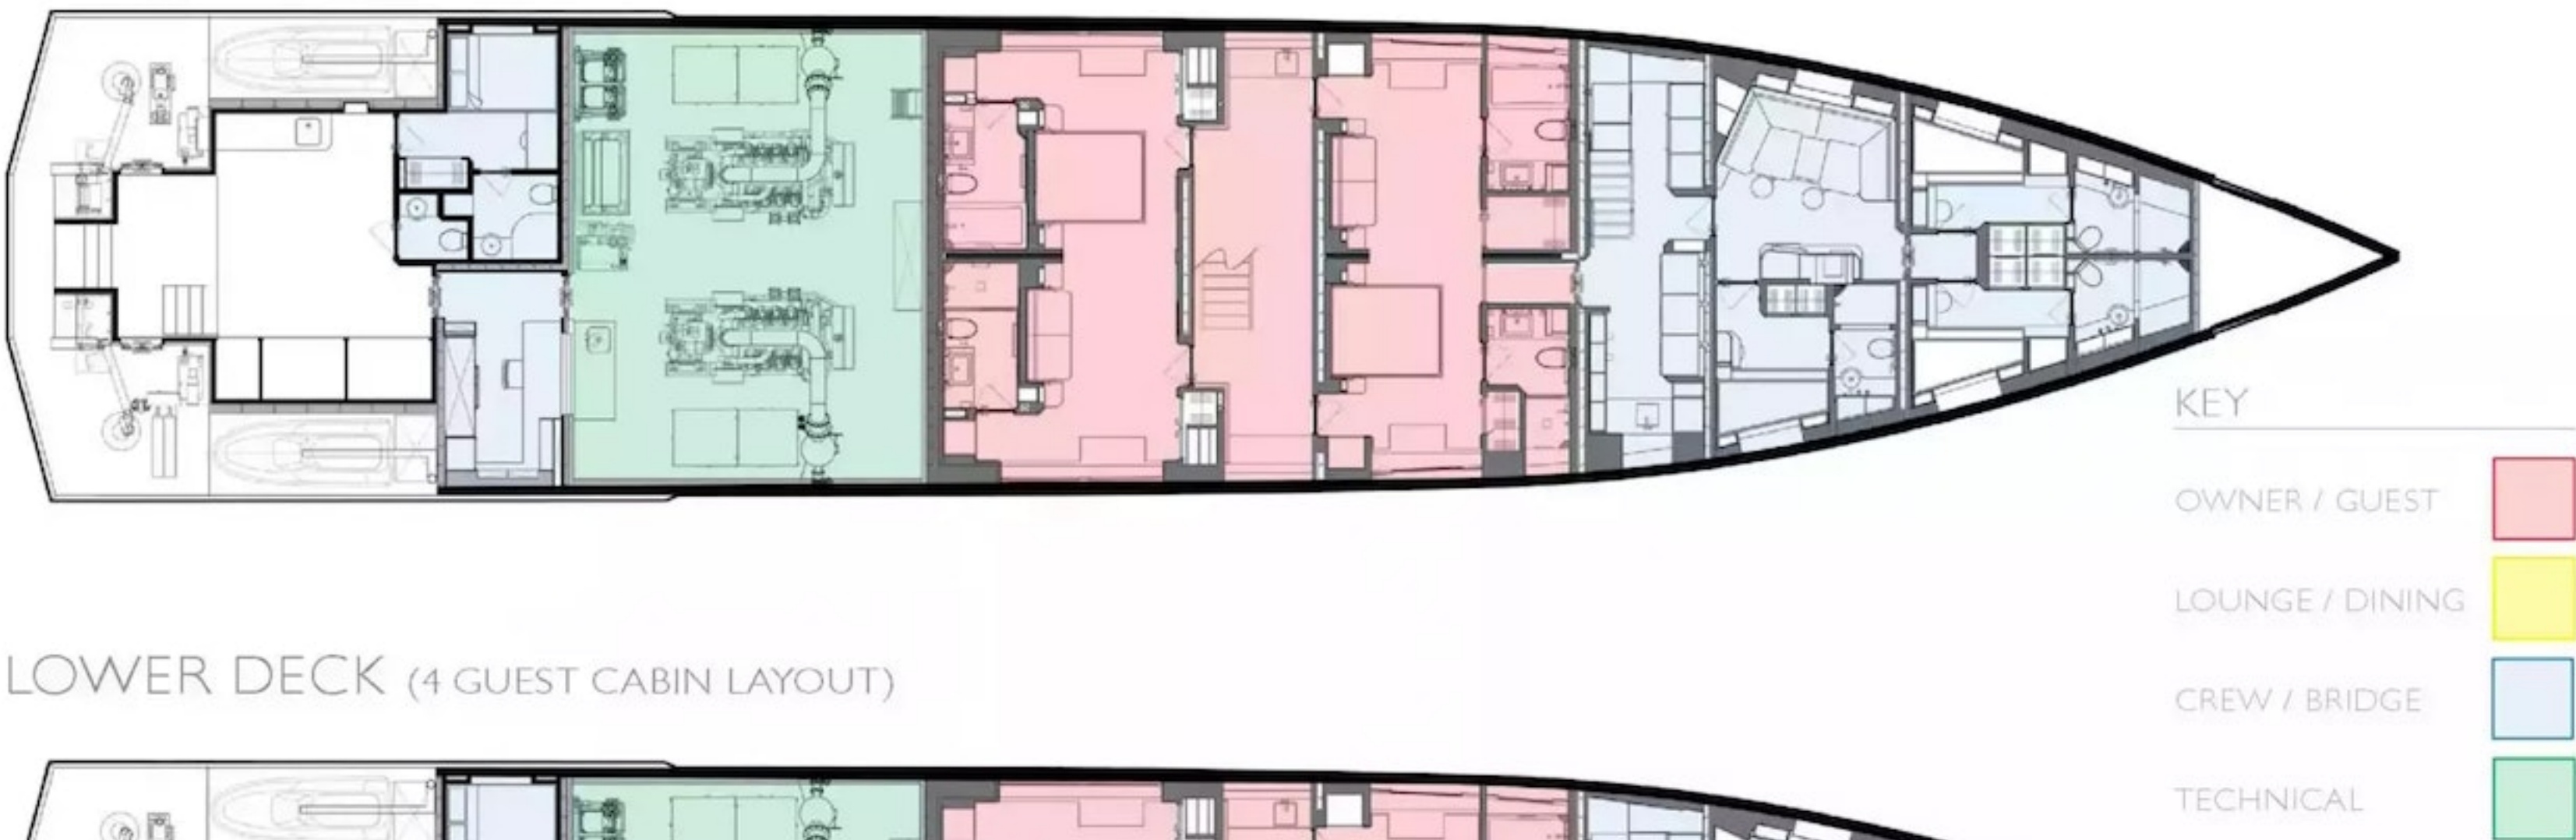 LOWER DECK (4 GUEST CABIN LAYOUT)
KEY
OWNER / GUEST
LOUNGE / DINING
CREW / BRIDGE
TECHNICAL